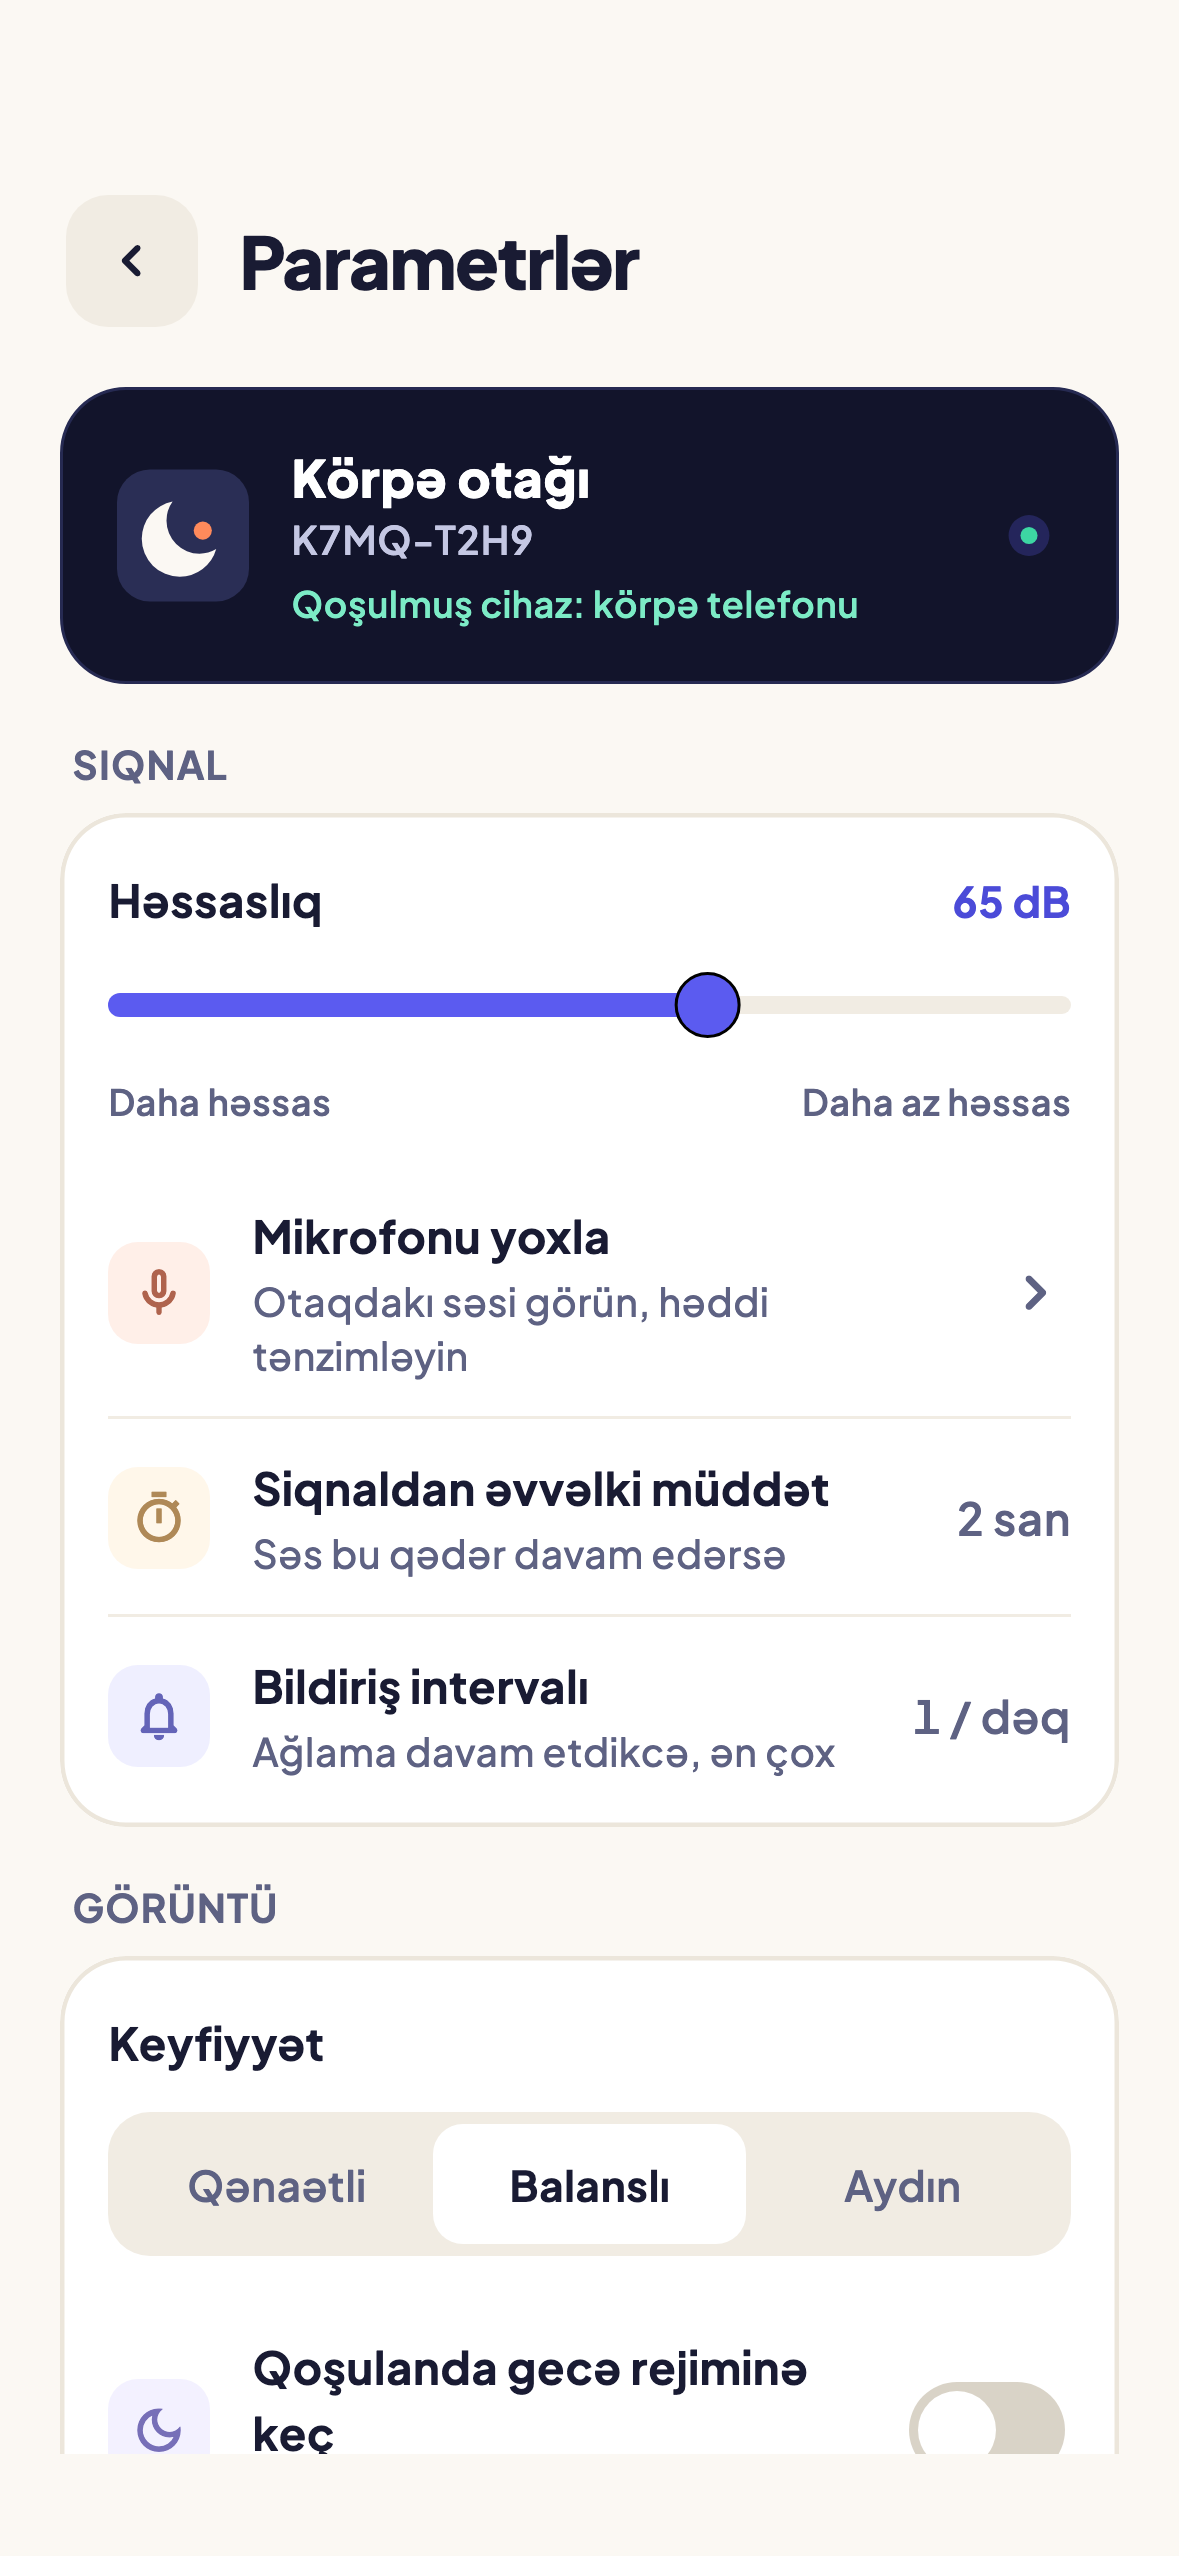 Parametrlər
Körpə otağı
K7MQ-T2H9
Qoşulmuş cihaz: körpə telefonu
SIQNAL
Həssaslıq
65 dB
Daha həssas
Daha az həssas
Mikrofonu yoxla
Otaqdakı səsi görün, həddi
tənzimləyin
Siqnaldan əvvəlki müddət
Səs bu qədər davam edərsə
2 san
Bildiriş intervalı
Ağlama davam etdikcə, ən çox
1 / dəq
GÖRÜNTÜ
Keyfiyyət
Qənaətli
Balanslı
Aydın
Qoşulanda gecə rejiminə
keç